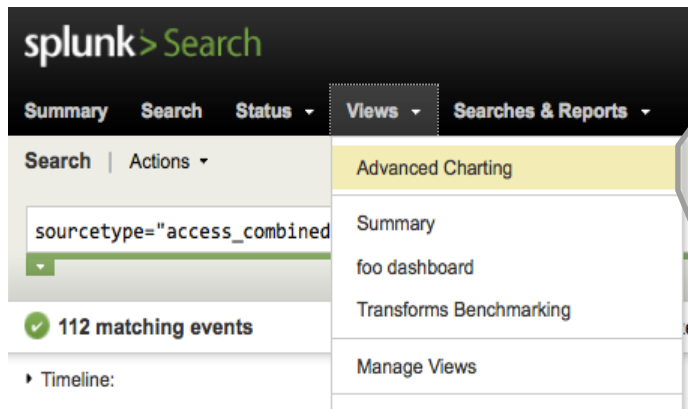 splunk> Search
Summary Search Status Views Searches & Reports
Search | Actions
Advanced Charting
sourcetype="access_combined
Summary
foo dashboard
Transforms Benchmarking
112 matching events
Manage Views
Timeline: